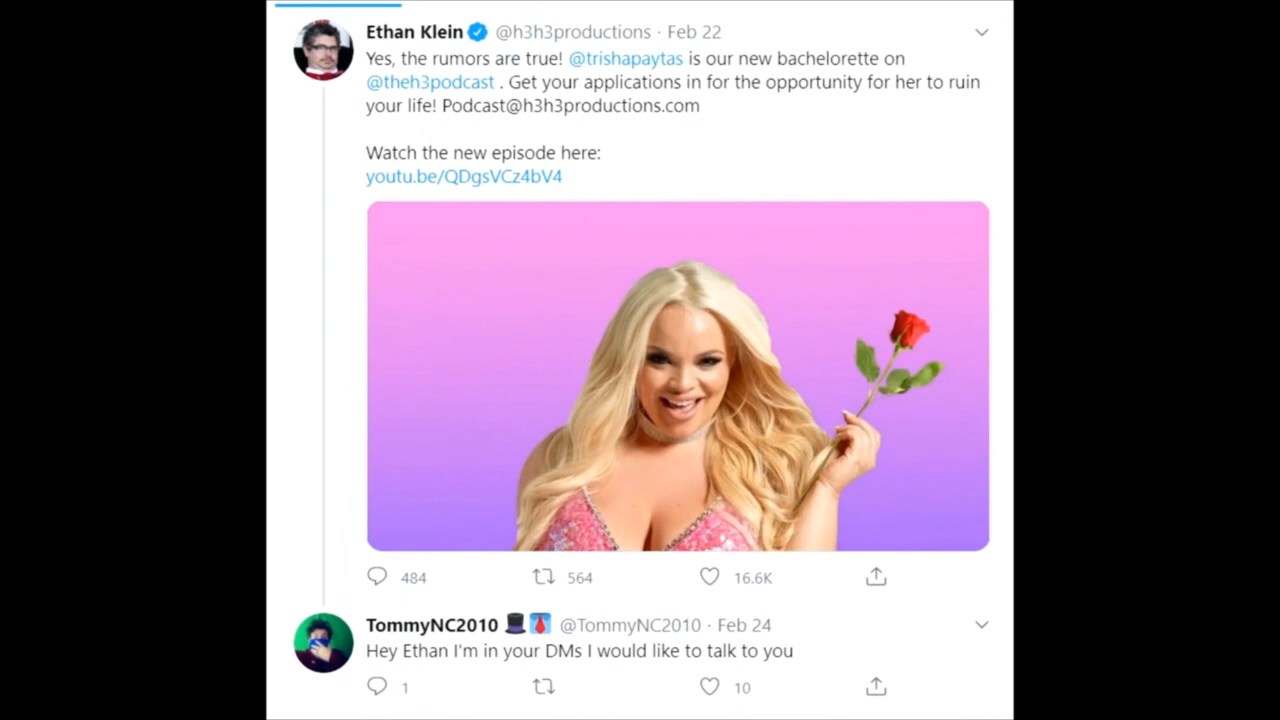 Ethan Klein @h3h3productions · Feb 22
Yes, the rumors are true! @trishapaytas is our new bachelorette on
@theh3podcast . Get your applications in for the opportunity for her to ruin
your life! Podcast@h3h3productions.com
Watch the new episode here:
youtu.be/QDgsVCz4bV4
484 564 16.6K
TommyNC2010 🎩👔 @TommyNC2010 · Feb 24
Hey Ethan I'm in your DMs I would like to talk to you
1 10